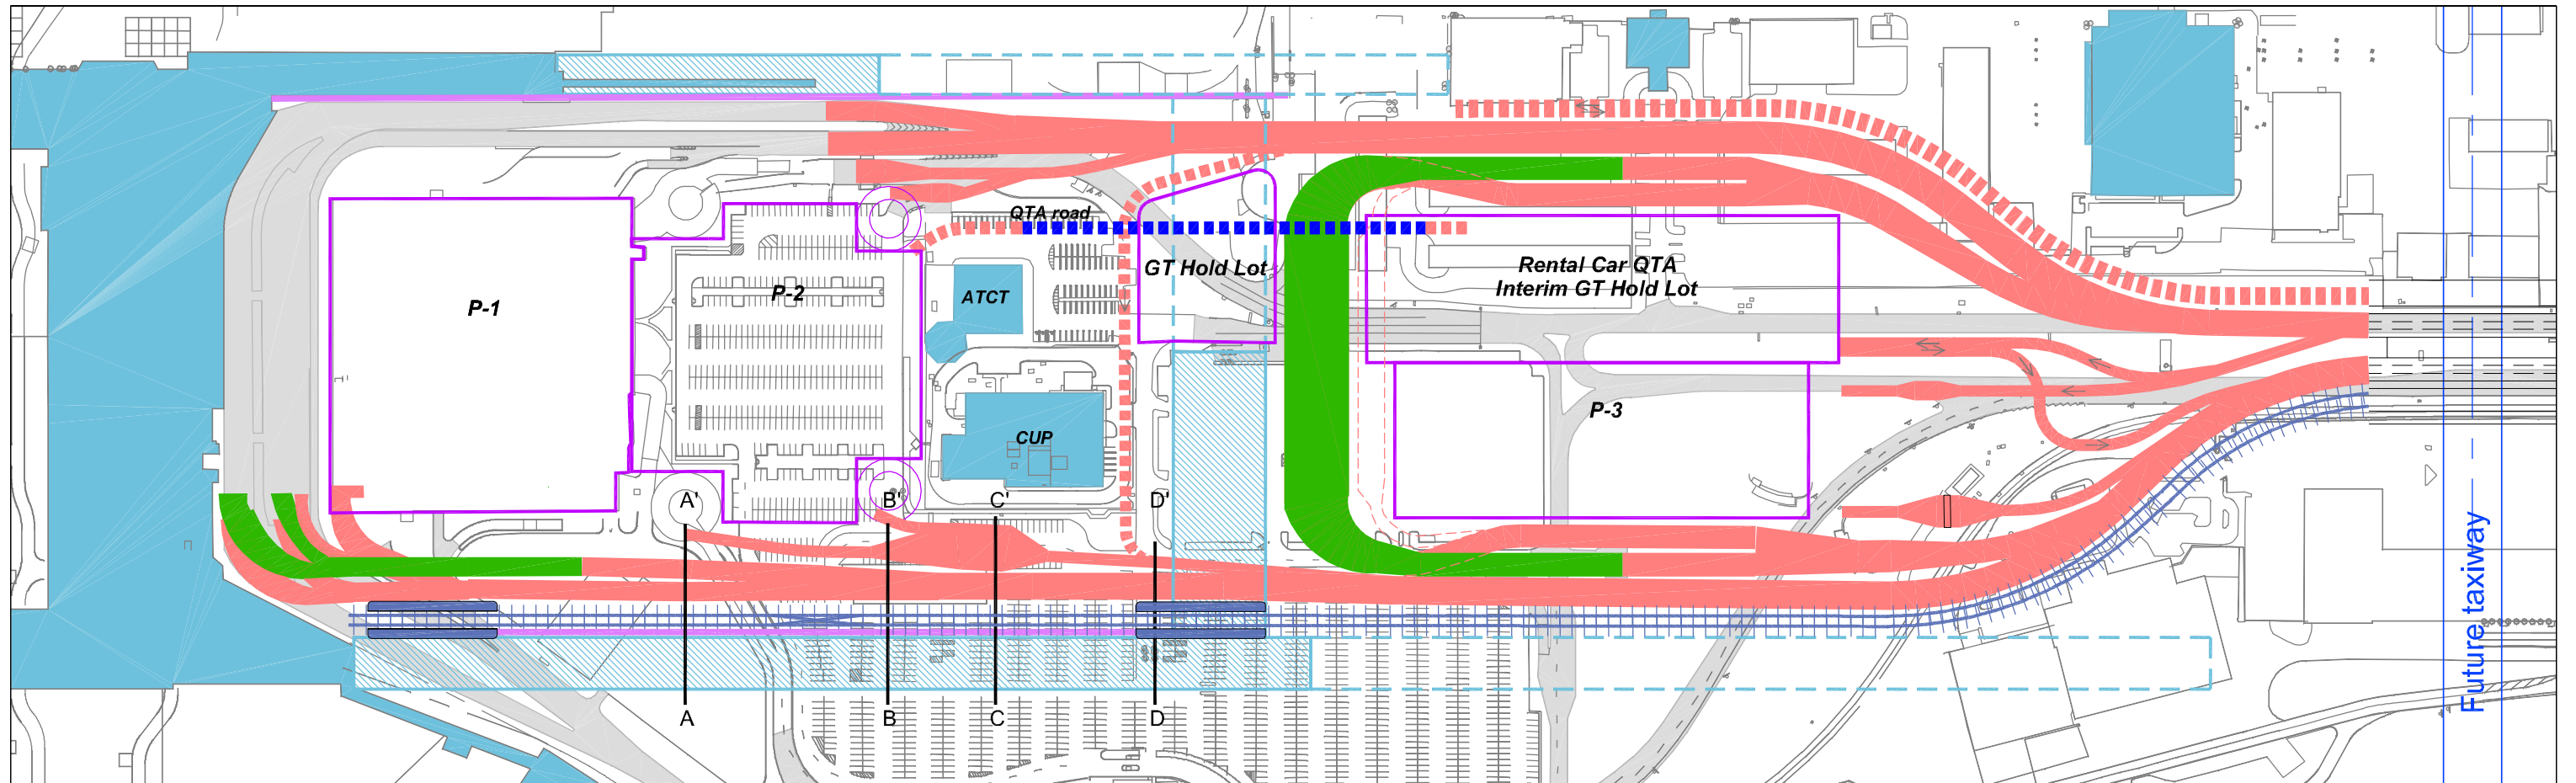 QTA road
GT Hold Lot
Rental Car QTA
Interim GT Hold Lot
P-1
P-2
ATCT
P-3
CUP
A'
B'
C'
D'
A
B
C
D
Future taxiway